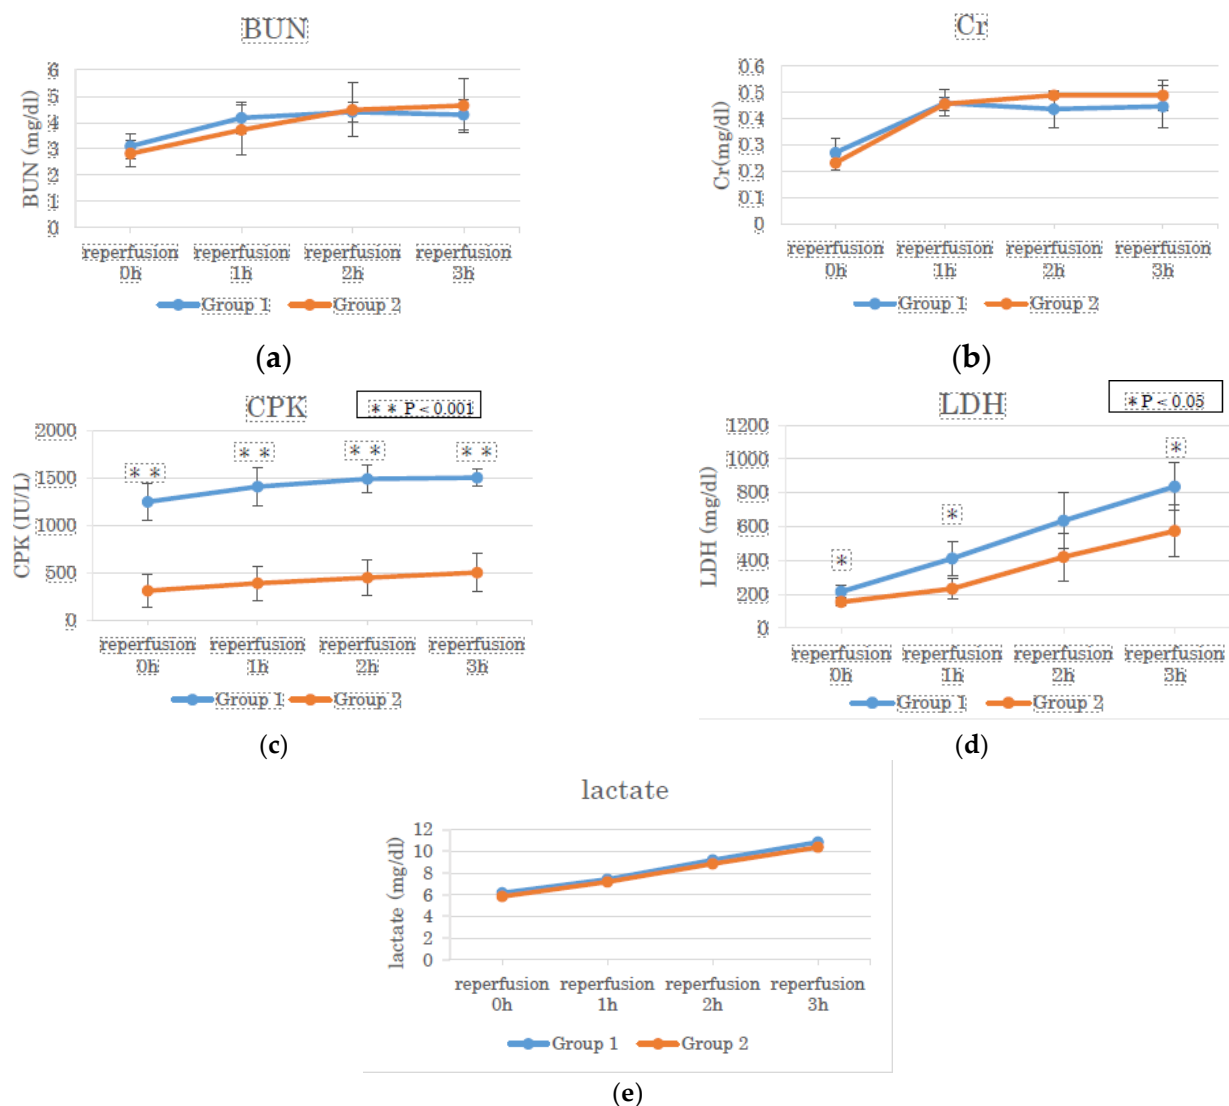 BUN
BUN (mg/dl)
6
5
4
3
2
1
0
reperfusion reperfusion reperfusion reperfusion
0h 1h 2h 3h
Group 1 Group 2
(a)
Cr
Cr(mg/dl)
0.6
0.5
0.4
0.3
0.2
0.1
0
reperfusion reperfusion reperfusion reperfusion
0h 1h 2h 3h
Group 1 Group 2
(b)
CPK
** P < 0.001
CPK (IU/L)
2000
1500
1000
500
0
** ** ** **
reperfusion reperfusion reperfusion reperfusion
0h 1h 2h 3h
Group 1 Group 2
(c)
LDH
* P < 0.05
LDH (mg/dl)
1200
1000
800
600
400
200
0
* * *
reperfusion reperfusion reperfusion reperfusion
0h 1h 2h 3h
Group 1 Group 2
(d)
lactate
lactate (mg/dl)
12
10
8
6
4
2
0
reperfusion reperfusion reperfusion reperfusion
0h 1h 2h 3h
Group 1 Group 2
(e)